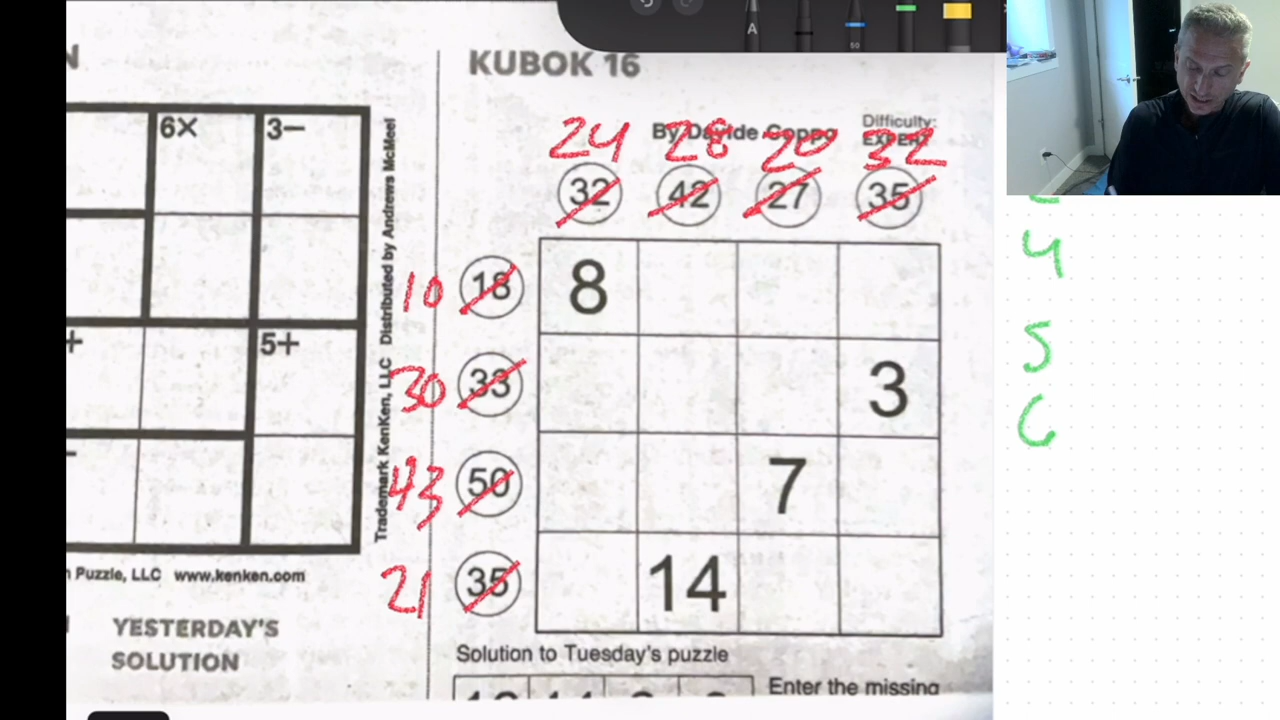 N
KUBOK 16
6×
3−
24 28 20 32
By Davide Coppo
Difficulty:
EXPERT
32 42 27 35
10 18 8
30 33 3
+
5+
43 50 7
−
21 35 14
Trademark KenKen, LLC Distributed by Andrews McMeel
Puzzle, LLC www.kenken.com
YESTERDAY'S
SOLUTION
Solution to Tuesday's puzzle
Enter the missing
A
50
4
5
6